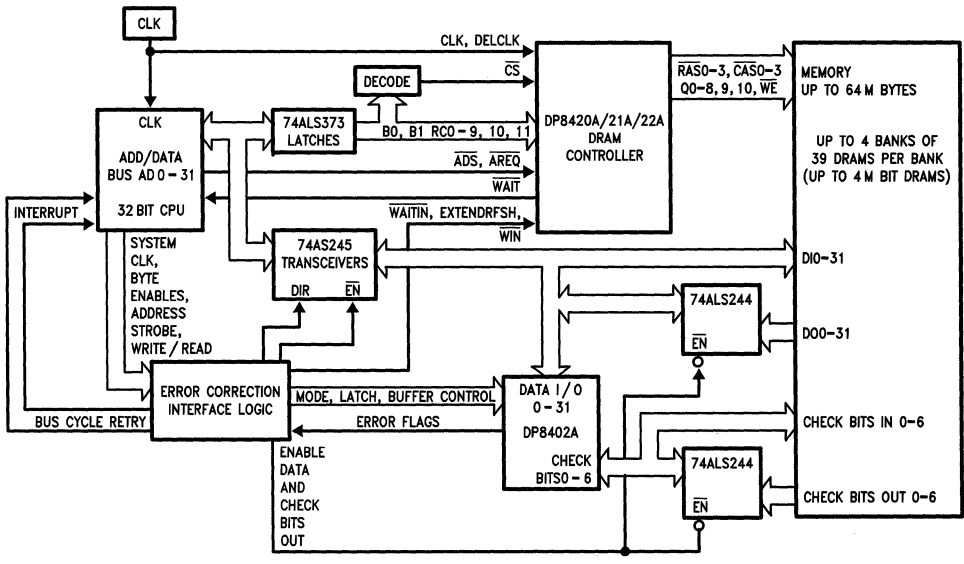 CLK
CLK, DELCLK
CS
DECODE
RAS0-3, CAS0-3
Q0-8, 9, 10, WE
MEMORY
UP TO 64 M BYTES
UP TO 4 BANKS OF
39 DRAMS PER BANK
(UP TO 4 M BIT DRAMS)
CLK
ADD/DATA
BUS AD 0-31
32 BIT CPU
74ALS373
LATCHES
B0, B1 RC0-9, 10, 11
DP8420A/21A/22A
DRAM
CONTROLLER
ADS, AREQ
WAIT
INTERRUPT
WAITIN, EXTENDRFSH,
WIN
SYSTEM
CLK,
BYTE
ENABLES,
ADDRESS
STROBE,
WRITE / READ
74AS245
TRANSCEIVERS
DIR EN
DI0-31
74ALS244
EN
DO0-31
ERROR CORRECTION
INTERFACE LOGIC
MODE, LATCH, BUFFER CONTROL
DATA I/O
0-31
DP8402A
CHECK
BITS0-6
BUS CYCLE RETRY
ERROR FLAGS
CHECK BITS IN 0-6
74ALS244
EN
CHECK BITS OUT 0-6
ENABLE
DATA
AND
CHECK
BITS
OUT